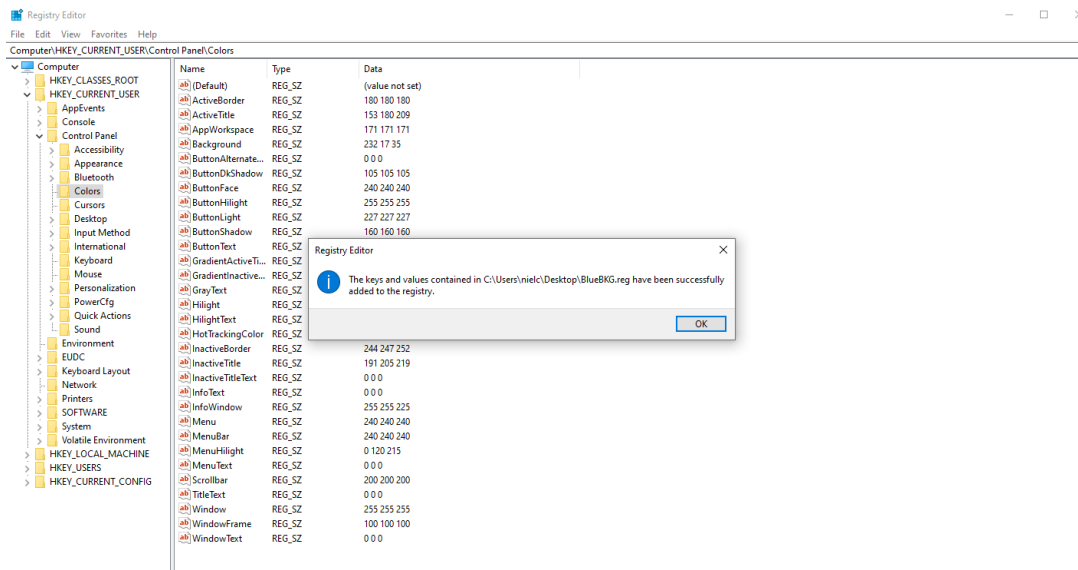 Registry Editor
File Edit View Favorites Help
Computer\HKEY_CURRENT_USER\Control Panel\Colors
Computer
HKEY_CLASSES_ROOT
HKEY_CURRENT_USER
AppEvents
Console
Control Panel
Accessibility
Appearance
Bluetooth
Colors
Cursors
Desktop
Input Method
International
Keyboard
Mouse
Personalization
PowerCfg
Quick Actions
Sound
Environment
EUDC
Keyboard Layout
Network
Printers
SOFTWARE
System
Volatile Environment
HKEY_LOCAL_MACHINE
HKEY_USERS
HKEY_CURRENT_CONFIG
Name Type Data
(Default) REG_SZ (value not set)
ActiveBorder REG_SZ 180 180 180
ActiveTitle REG_SZ 153 180 209
AppWorkspace REG_SZ 171 171 171
Background REG_SZ 232 17 35
ButtonAlternate... REG_SZ 0 0 0
ButtonDkShadow REG_SZ 105 105 105
ButtonFace REG_SZ 240 240 240
ButtonHilight REG_SZ 255 255 255
ButtonLight REG_SZ 227 227 227
ButtonShadow REG_SZ 160 160 160
ButtonText REG_SZ
GradientActiveTi... REG_SZ
GradientInactive... REG_SZ
GrayText REG_SZ
Hilight REG_SZ
HilightText REG_SZ
HotTrackingColor REG_SZ
InactiveBorder REG_SZ 244 247 252
InactiveTitle REG_SZ 191 205 219
InactiveTitleText REG_SZ 0 0 0
InfoText REG_SZ 0 0 0
InfoWindow REG_SZ 255 255 225
Menu REG_SZ 240 240 240
MenuBar REG_SZ 240 240 240
MenuHilight REG_SZ 0 120 215
MenuText REG_SZ 0 0 0
Scrollbar REG_SZ 200 200 200
TitleText REG_SZ 0 0 0
Window REG_SZ 255 255 255
WindowFrame REG_SZ 100 100 100
WindowText REG_SZ 0 0 0
Registry Editor
The keys and values contained in C:\Users\nielc\Desktop\BlueBKG.reg have been successfully
added to the registry.
OK